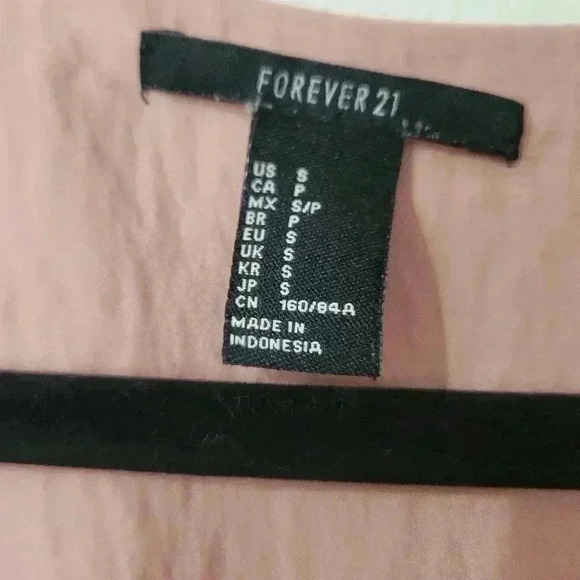 FOREVER 21
US S
CA P
MX S/P
BR P
EU S
UK S
KR S
JP S
CN 160/84A
MADE IN
INDONESIA